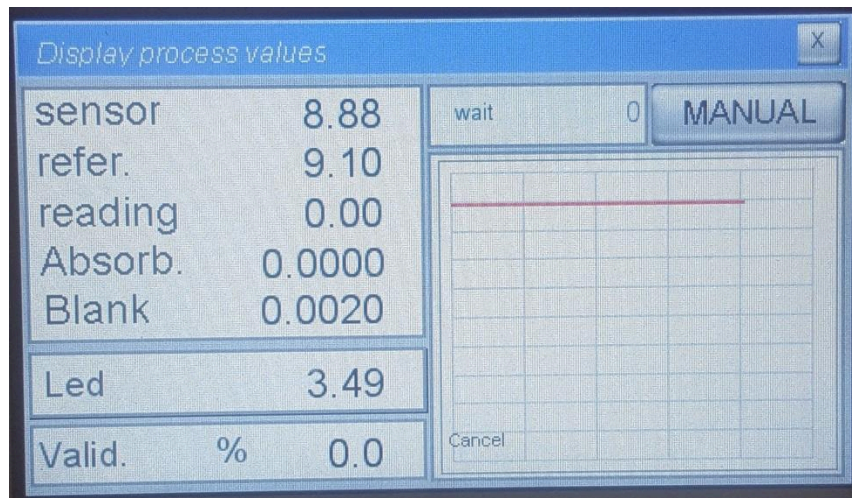 Display process values X
sensor 8.88
refer. 9.10
reading 0.00
Absorb. 0.0000
Blank 0.0020
Led 3.49
Valid. % 0.0
wait 0
MANUAL
Cancel